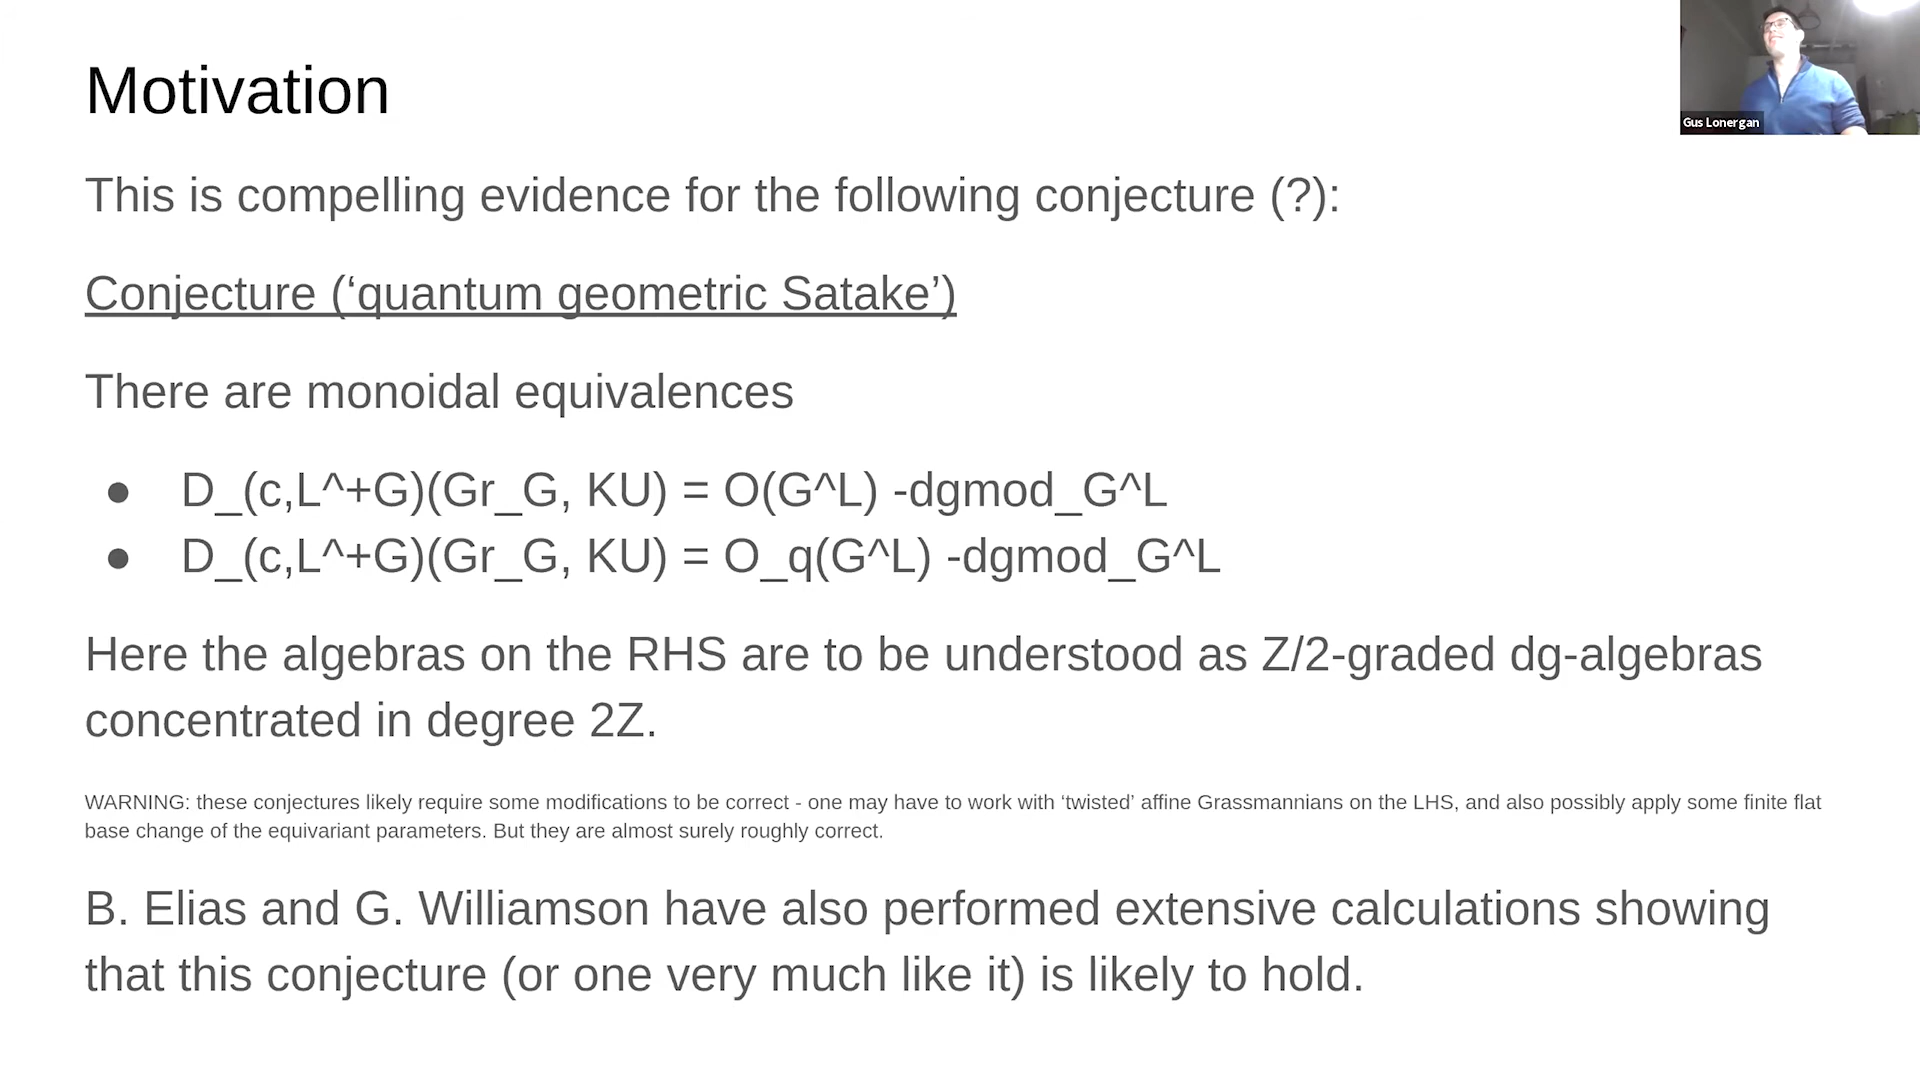 Motivation
Gus Lonergan
This is compelling evidence for the following conjecture (?):
Conjecture (‘quantum geometric Satake’)
There are monoidal equivalences
● D_(c,L^+G)(Gr_G, KU) = O(G^L) -dgmod_G^L
● D_(c,L^+G)(Gr_G, KU) = O_q(G^L) -dgmod_G^L
Here the algebras on the RHS are to be understood as Z/2-graded dg-algebras
concentrated in degree 2Z.
WARNING: these conjectures likely require some modifications to be correct - one may have to work with ‘twisted’ affine Grassmannians on the LHS, and also possibly apply some finite flat
base change of the equivariant parameters. But they are almost surely roughly correct.
B. Elias and G. Williamson have also performed extensive calculations showing
that this conjecture (or one very much like it) is likely to hold.